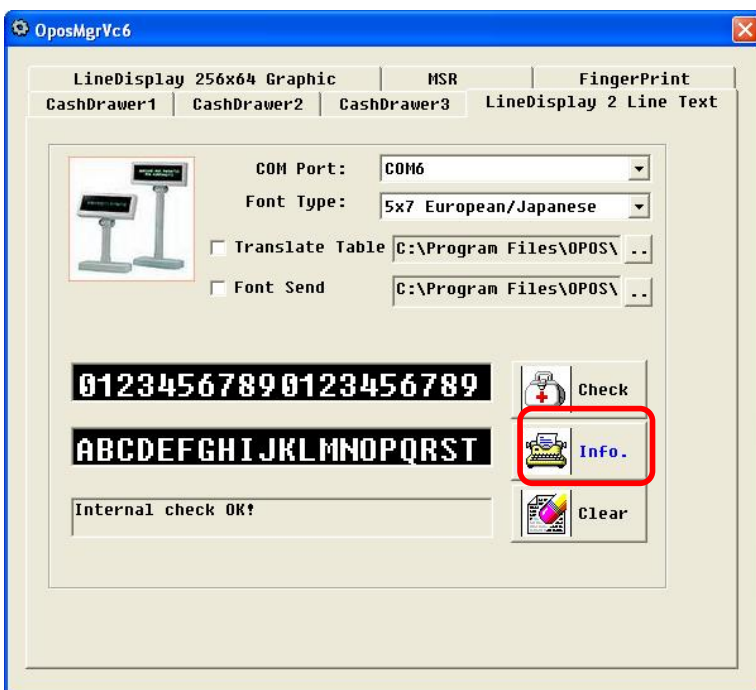 OposMgrVc6
LineDisplay 256x64 Graphic MSR FingerPrint
CashDrawer1 CashDrawer2 CashDrawer3 LineDisplay 2 Line Text
COM Port: COM6
Font Type: 5x7 European/Japanese
Translate Table C:\Program Files\OPOS\ ..
Font Send C:\Program Files\OPOS\ ..
01234567890123456789
Check
ABCDEFGHIJKLMNOPQRST
Info.
Internal check OK!
Clear